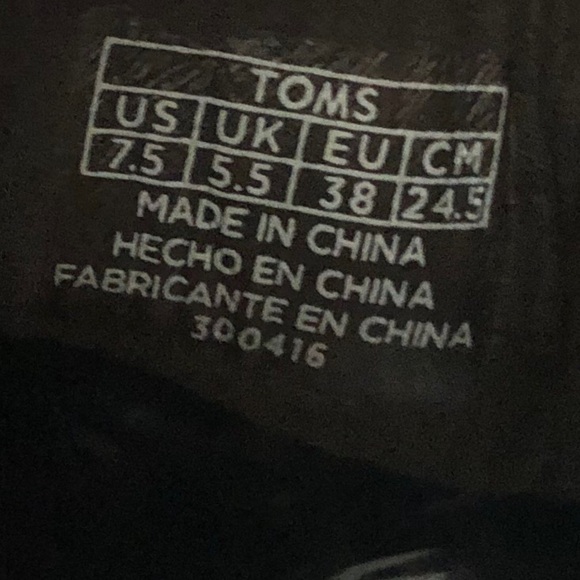 TOMS
US UK EU CM
7.5 5.5 38 24.5
MADE IN CHINA
HECHO EN CHINA
FABRICANTE EN CHINA
300416